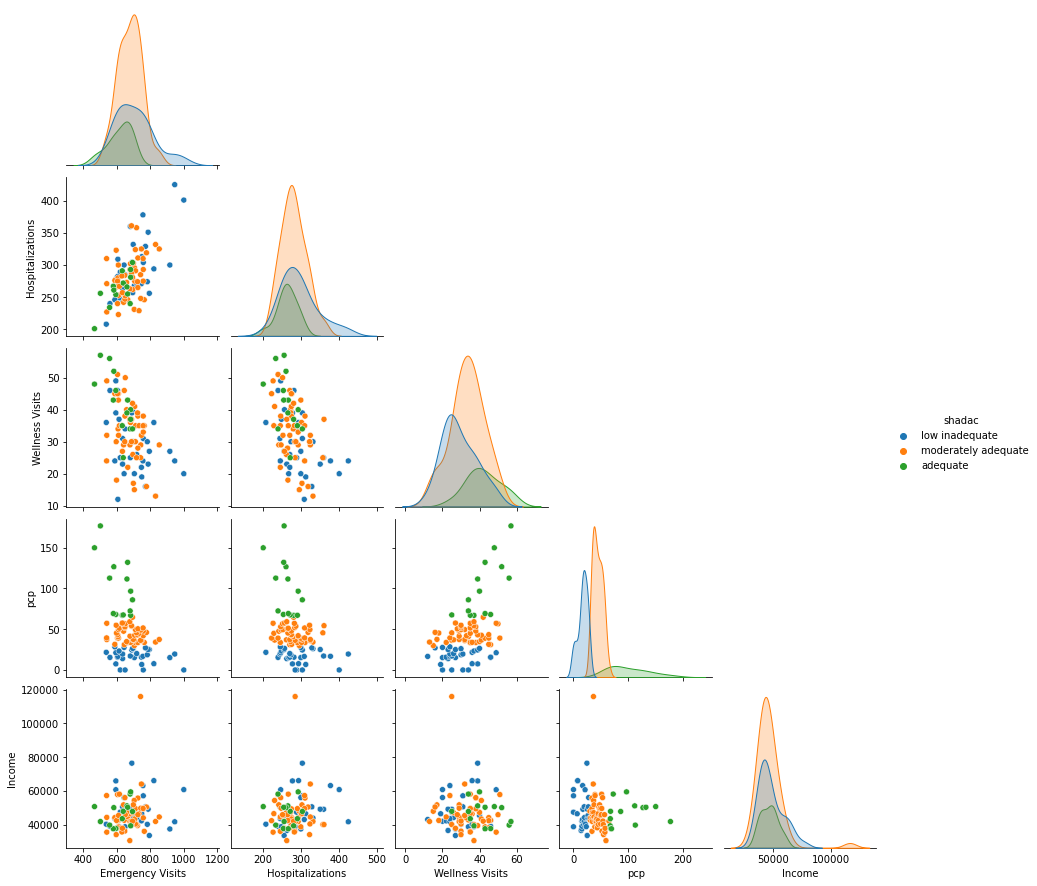 Hospitalizations
400
350
300
250
200
Wellness Visits
50
40
30
20
10
shadac
low inadequate
moderately adequate
adequate
pcp
150
100
50
0
Income
120000
100000
80000
60000
40000
400 600 800 1000 1200
200 300 400 500
0 20 40 60
0 100 200
50000 100000
Emergency Visits Hospitalizations Wellness Visits pcp Income